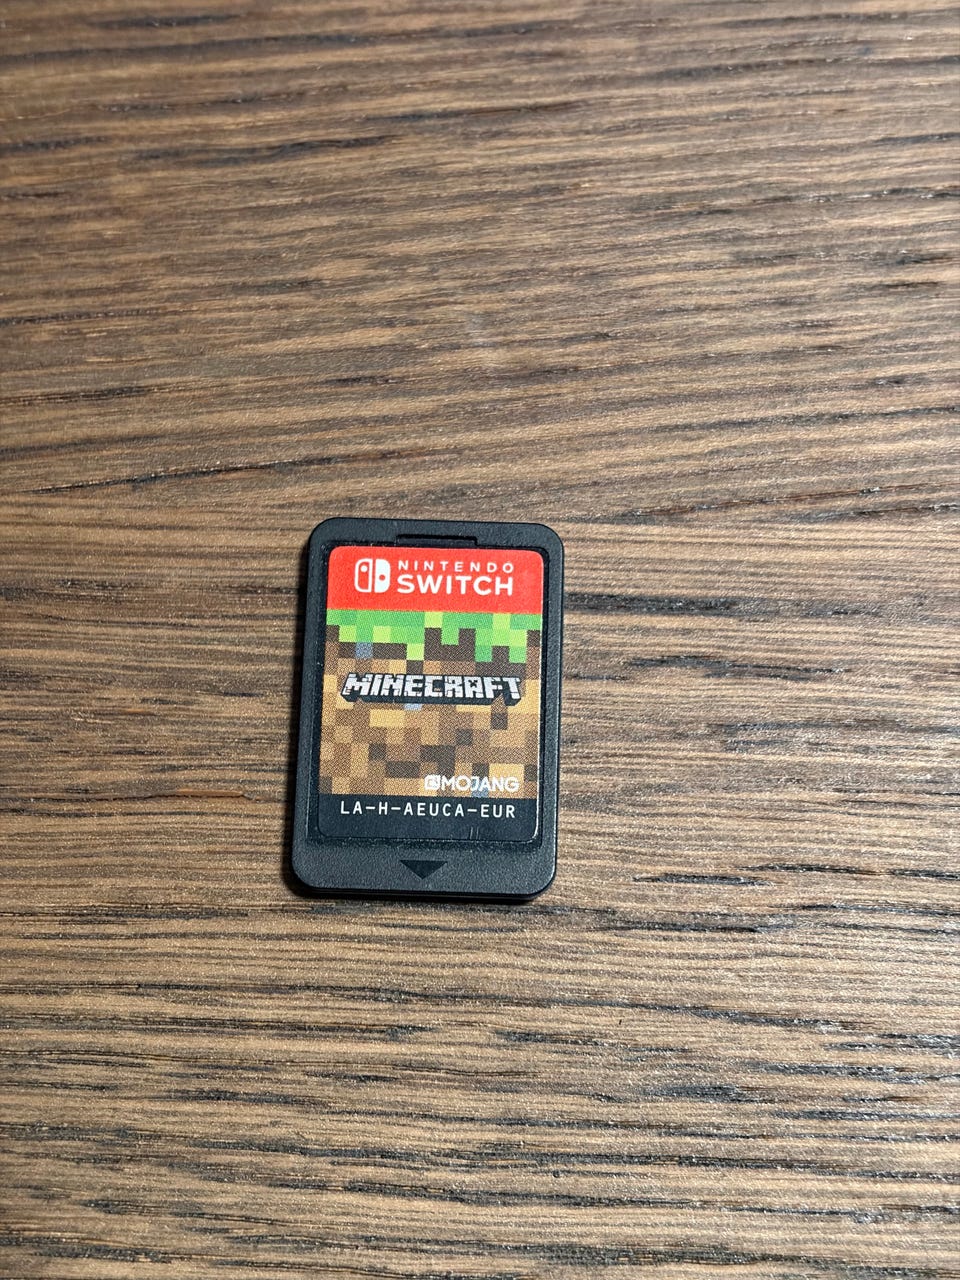 NINTENDO
SWITCH
MINECRAFT
MOJANG
LA-H-AEUCA-EUR